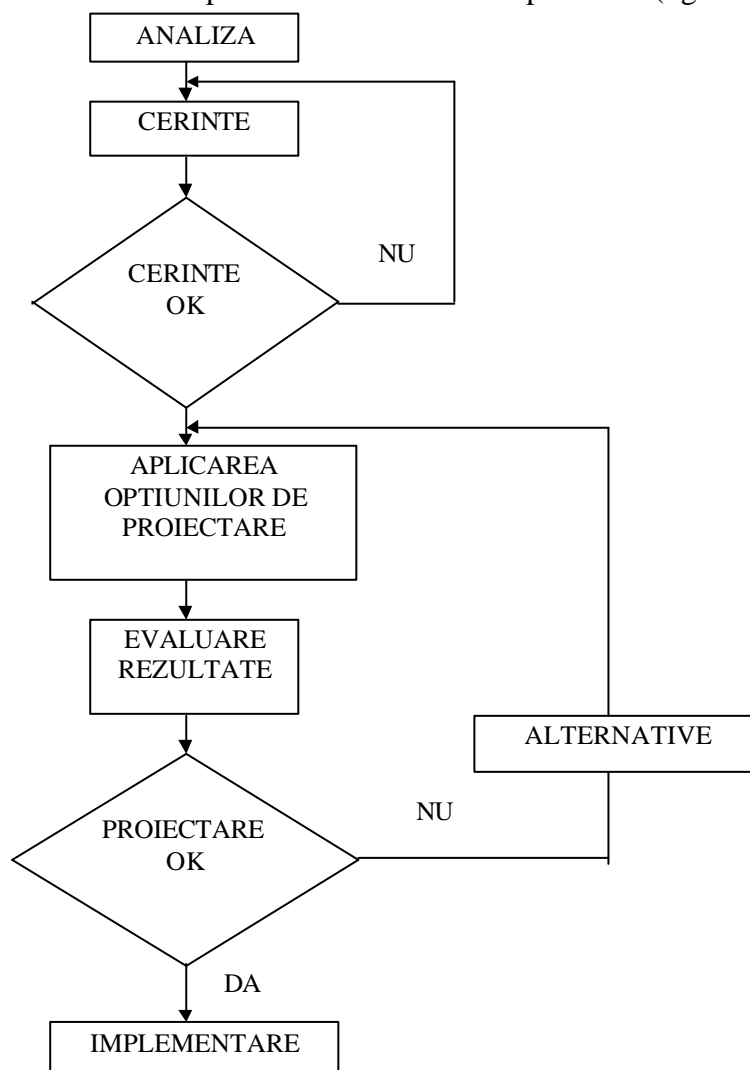 ANALIZA
CERINTE
CERINTE
OK
NU
APLICAREA
OPTIUNILOR DE
PROIECTARE
EVALUARE
REZULTATE
ALTERNATIVE
PROIECTARE
OK
NU
DA
IMPLEMENTARE